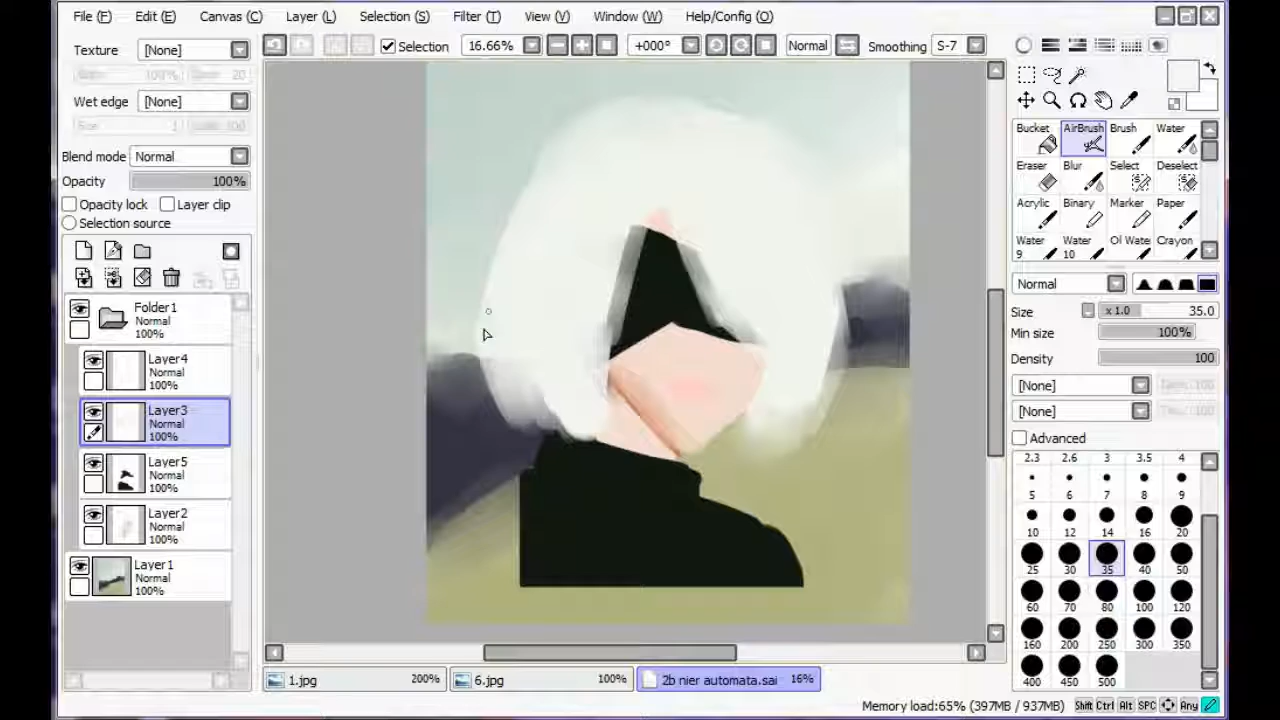 File (F) Edit (E) Canvas (C) Layer (L) Selection (S) Filter (T) View (V) Window (W) Help/Config (O)
Texture [None]
Selection 16.66% +000° Normal Smoothing S-7
Wet edge [None]
Blend mode Normal
Opacity 100%
Opacity lock Layer clip
Selection source
Folder1
Normal
100%
Layer4
Normal
100%
Layer3
Normal
100%
Layer5
Normal
100%
Layer2
Normal
100%
Layer1
Normal
100%
Bucket AirBrush Brush Water
Eraser Blur Select Deselect
Acrylic Binary Marker Paper
Water 9 Water 10 Oil Wate Crayon
Normal
Size x 1.0 35.0
Min size 100%
Density 100
[None]
[None]
Advanced
2.3 2.6 3 3.5 4
5 6 7 8 9
10 12 14 16 20
25 30 35 40 50
60 70 80 100 120
160 200 250 300 350
400 450 500
1.jpg 200% 6.jpg 100% 2b nier automata.sai 16%
Memory load:65% (397MB / 937MB) Shift Ctrl Alt SPC Any